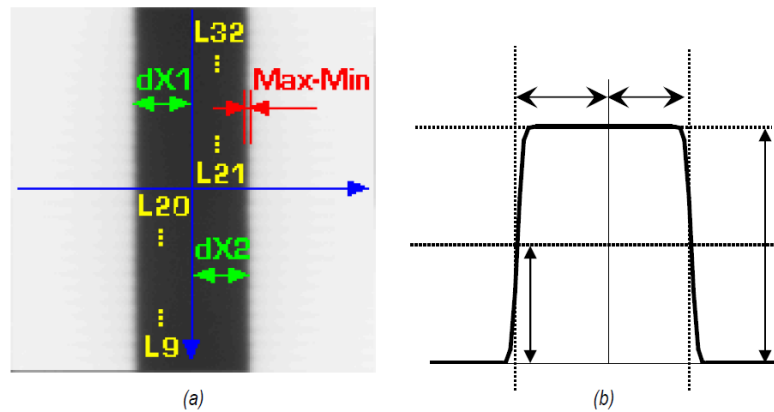 L32
⋮
dX1
Max-Min
⋮
L21
L20
⋮
dX2
⋮
L9
(a)
(b)